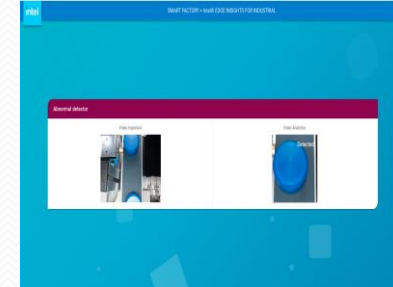 intel
SMART FACTORY – Intel® EDGE INSIGHTS FOR INDUSTRIAL
Abnormal detector
Video Ingestion
Video Analytics
Detected